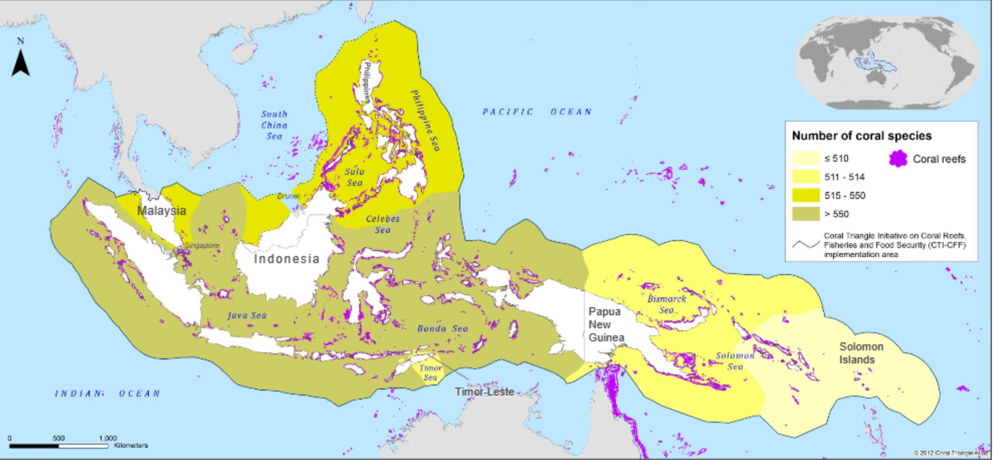 N
Philippines
Philippine Sea
South
China
Sea
PACIFIC OCEAN
Sulu
Sea
Brunei
Malaysia
Celebes
Sea
Singapore
Indonesia
Java Sea
Banda Sea
Timor
Sea
Timor-Leste
Papua
New
Guinea
Bismarck
Sea
Solomon
Sea
Solomon
Islands
INDIAN OCEAN
0 500 1,000
Kilometers
Number of coral species
≤ 510
511 - 514
515 - 550
> 550
Coral reefs
Coral Triangle Initiative on Coral Reefs,
Fisheries and Food Security (CTI-CFF)
implementation area
© 2012 Coral Triangle Atlas